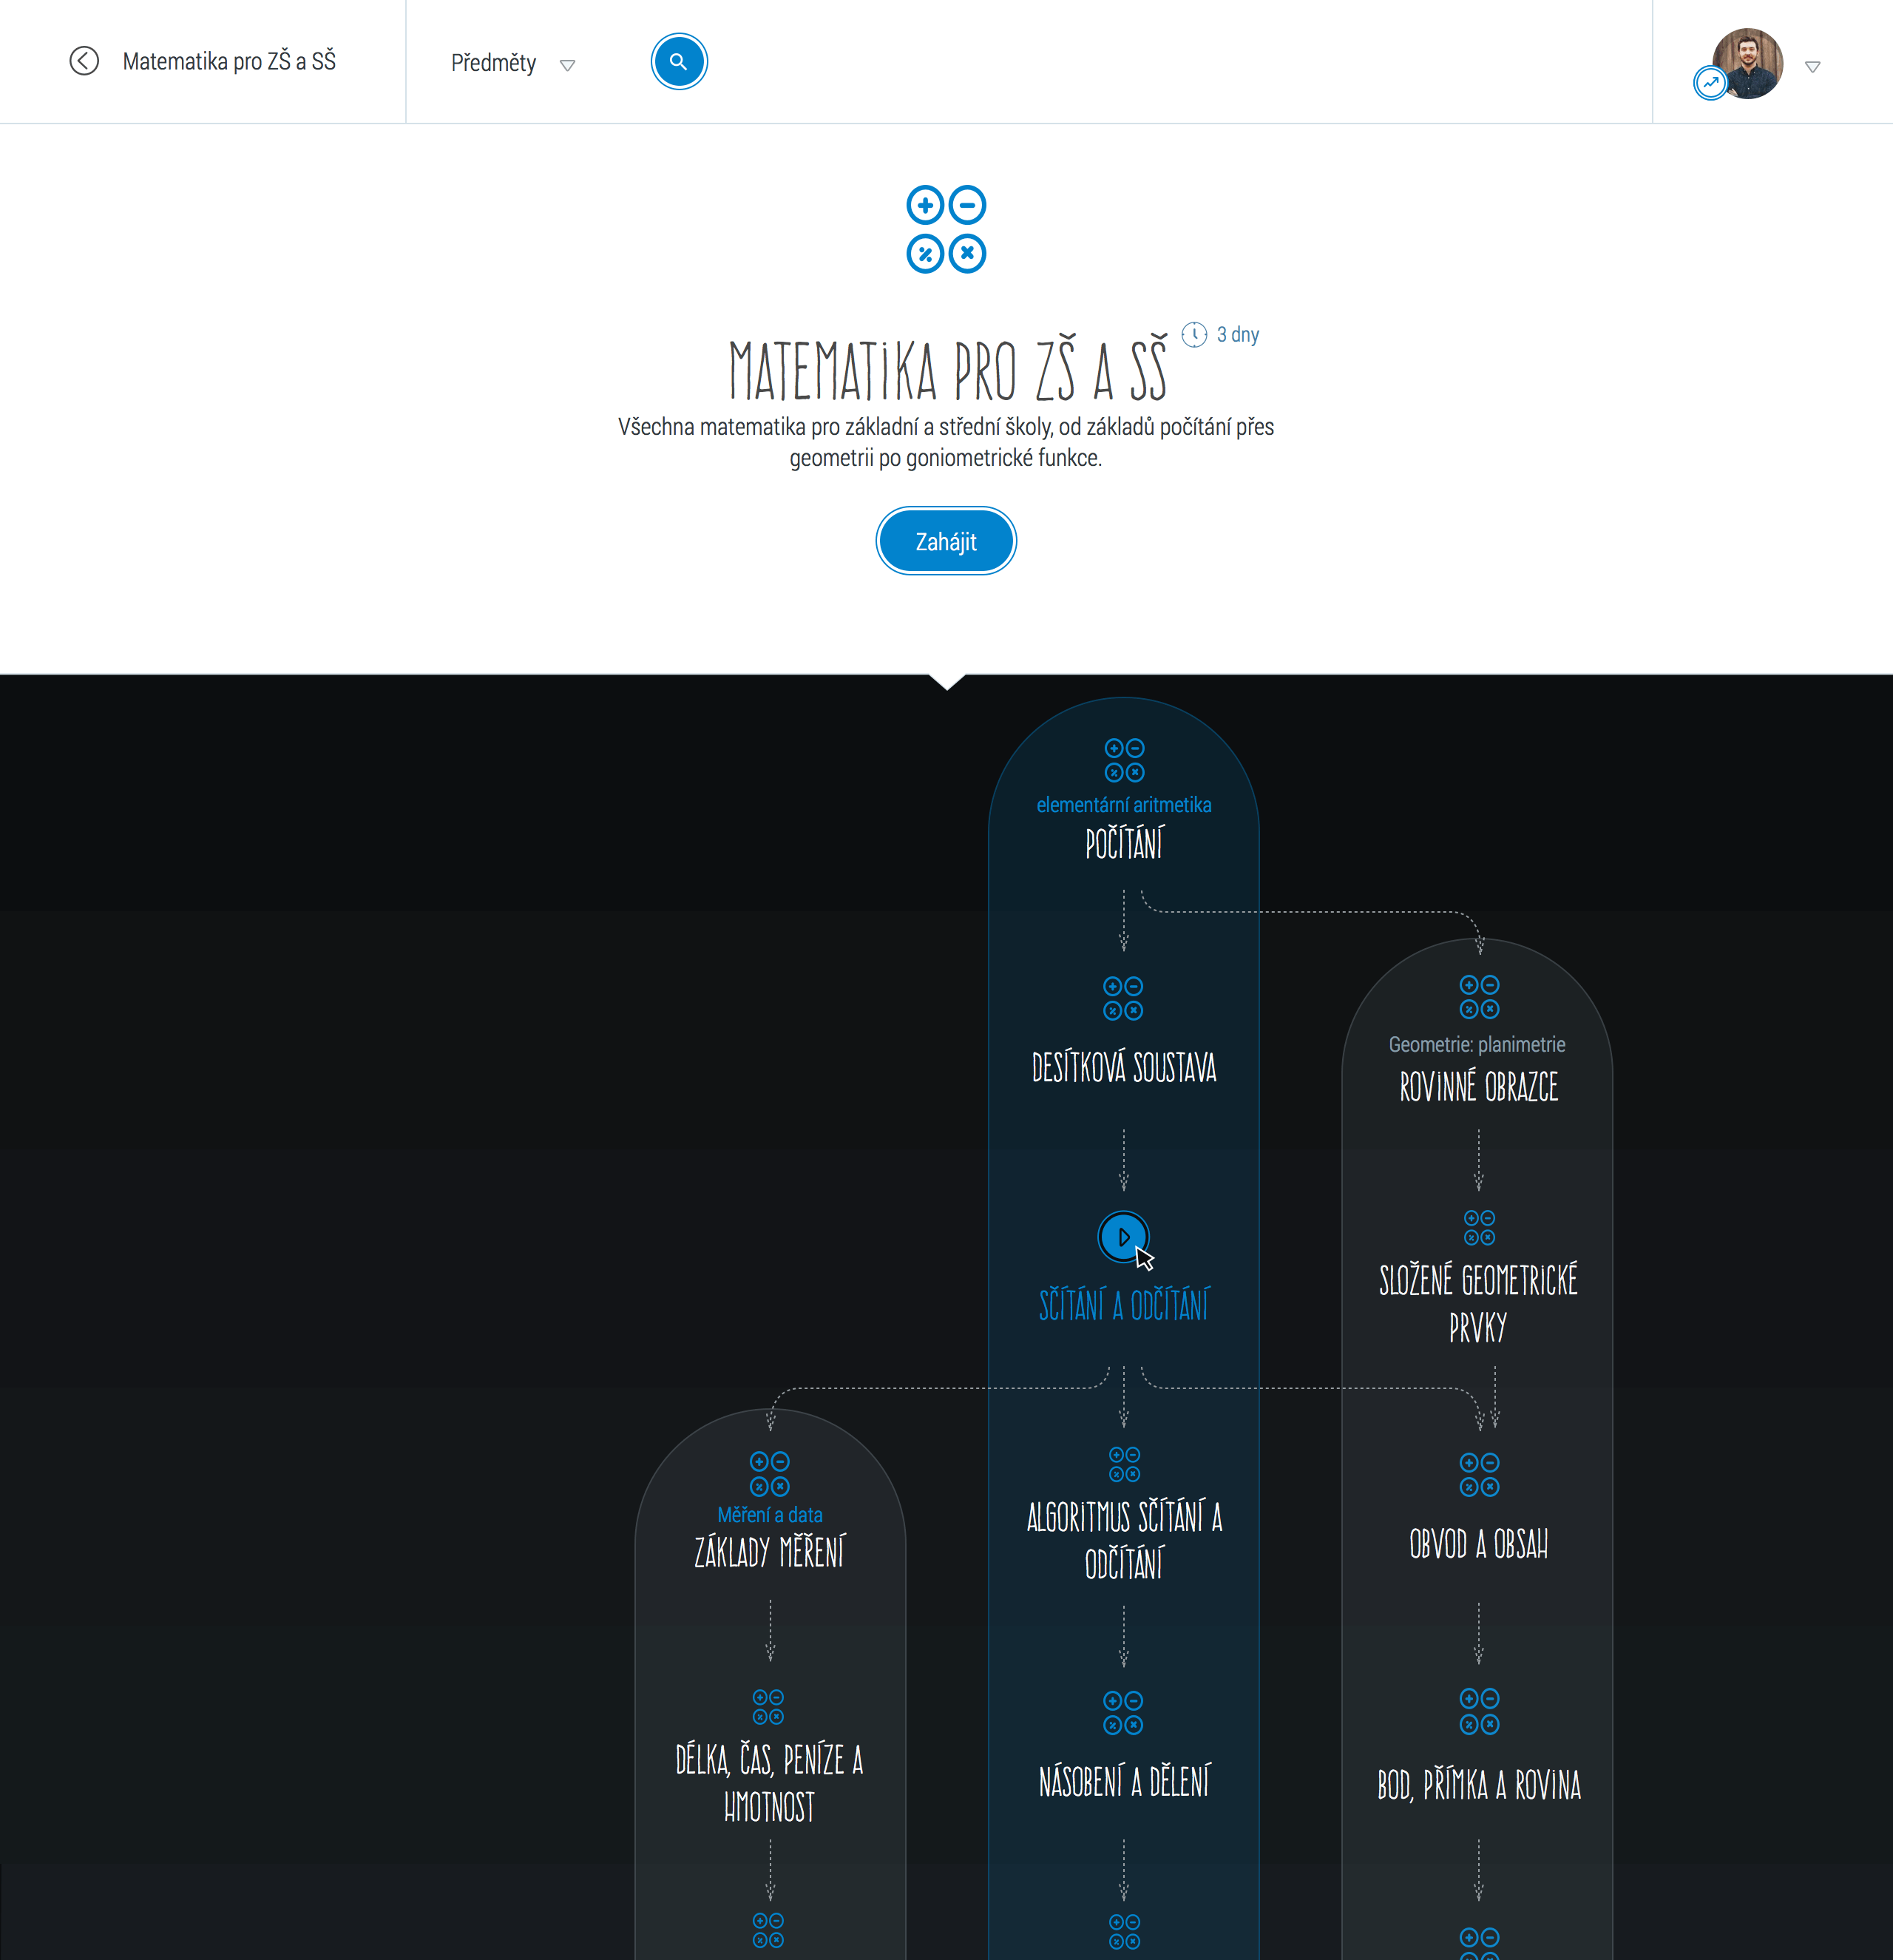 Matematika pro ZŠ a SŠ
Předměty
MATEMATiKA PRO ZŠ A SŠ
3 dny
Všechna matematika pro základní a střední školy, od základů počítání přes
geometrii po goniometrické funkce.
Zahájit
elementární aritmetika
POČÍTÁNÍ
DESÍTKOVÁ SOUSTAVA
Geometrie: planimetrie
ROViNNÉ OBRAZCE
SČÍTÁNÍ A ODČÍTÁNÍ
SLOŽENÉ GEOMETRiCKÉ
PRVKY
Měření a data
ZÁKLADY MĚŘENÍ
ALGORiTMUS SČÍTÁNÍ A
ODČÍTÁNÍ
OBVOD A OBSAH
DÉLKA, ČAS, PENÍZE A
HMOTNOST
NÁSOBENÍ A DĚLENÍ
BOD, PŘÍMKA A ROViNA